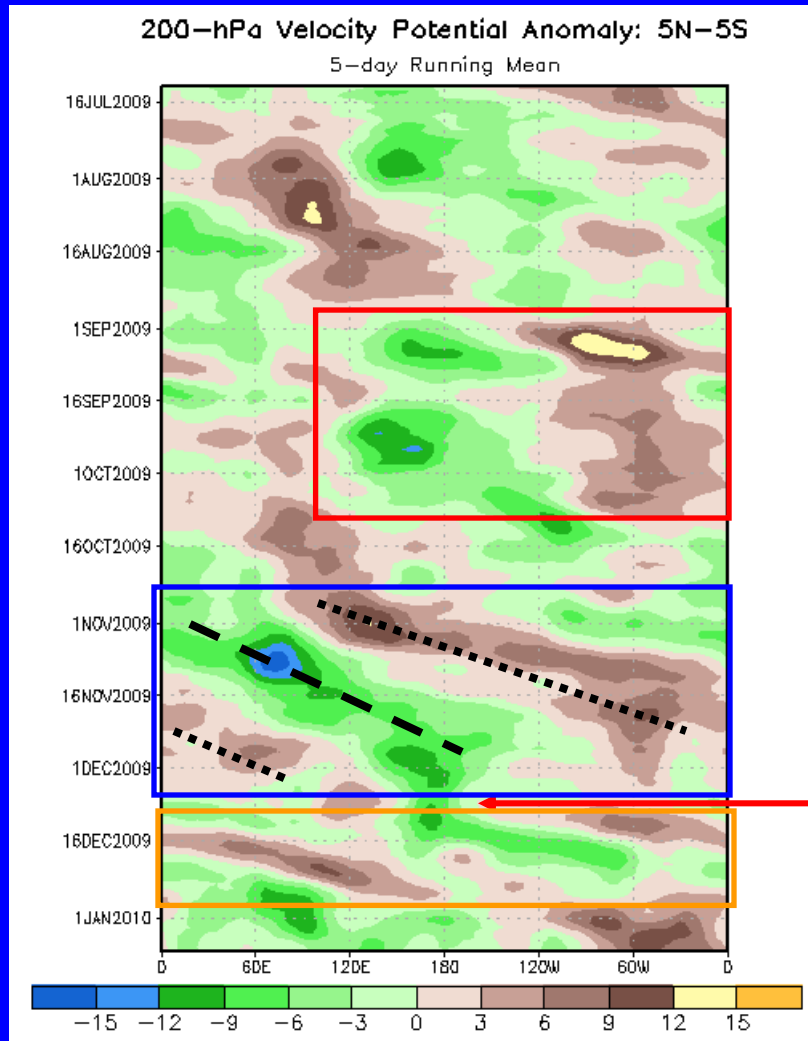 200-hPa Velocity Potential Anomaly: 5N-5S
5-day Running Mean
16JUL2009
1AUG2009
16AUG2009
1SEP2009
16SEP2009
1OCT2009
16OCT2009
1NOV2009
16NOV2009
1DEC2009
16DEC2009
1JAN2010
0 60E 120E 180 120W 60W 0
-15 -12 -9 -6 -3 0 3 6 9 12 15